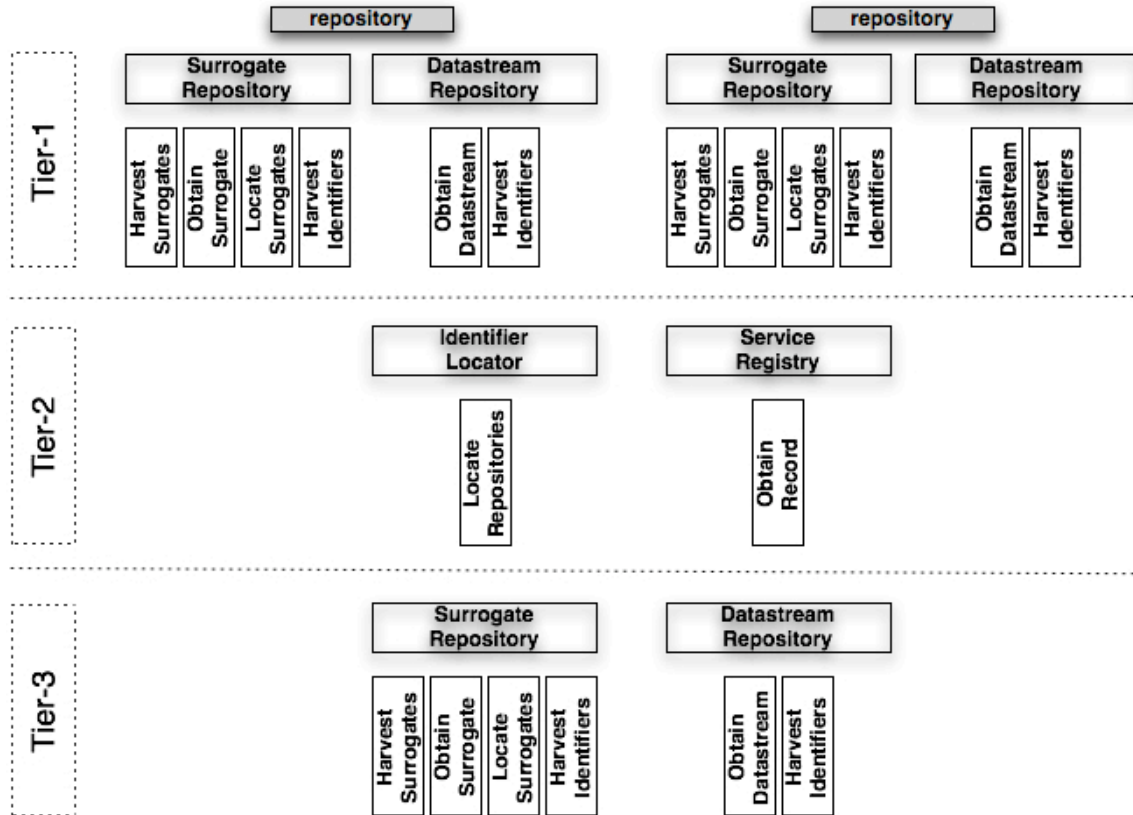 repository
repository
Tier-1
Surrogate
Repository
Datastream
Repository
Surrogate
Repository
Datastream
Repository
Harvest
Surrogates
Obtain
Surrogate
Locate
Surrogates
Harvest
Identifiers
Obtain
Datastream
Harvest
Identifiers
Harvest
Surrogates
Obtain
Surrogate
Locate
Surrogates
Harvest
Identifiers
Obtain
Datastream
Harvest
Identifiers
Tier-2
Identifier
Locator
Service
Registry
Locate
Repositories
Obtain
Record
Tier-3
Surrogate
Repository
Datastream
Repository
Harvest
Surrogates
Obtain
Surrogate
Locate
Surrogates
Harvest
Identifiers
Obtain
Datastream
Harvest
Identifiers